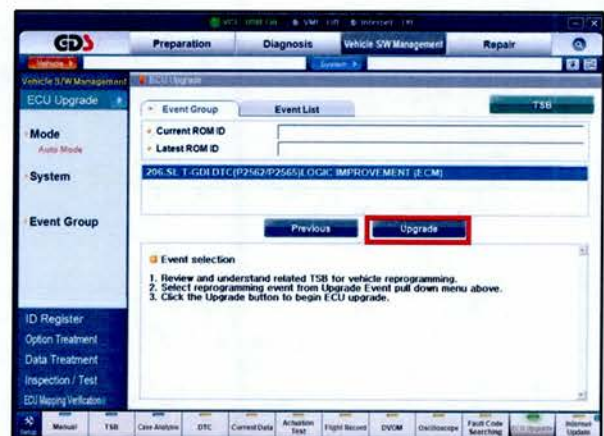 GDS
Preparation
Diagnosis
Vehicle S/W Management
Repair
Vehicle
System
Vehicle S/W Management
ECU Upgrade
ECU Upgrade
Event Group
Event List
TSB
Mode
Auto Mode
Current ROM ID
Latest ROM ID
System
206.SL T-GDI DTC(P2562/P2565)LOGIC IMPROVEMENT (ECM)
Event Group
Previous
Upgrade
Event selection
1. Review and understand related TSB for vehicle reprogramming.
2. Select reprogramming event from Upgrade Event pull down menu above.
3. Click the Upgrade button to begin ECU upgrade.
ID Register
Option Treatment
Data Treatment
Inspection / Test
ECU Mapping Verification
Setup
Manual
TSB
Case Analysis
DTC
Current Data
Actuation Test
Flight Record
DVOM
Oscilloscope
Fault Code Searching
ECU Upgrade
Internet Update